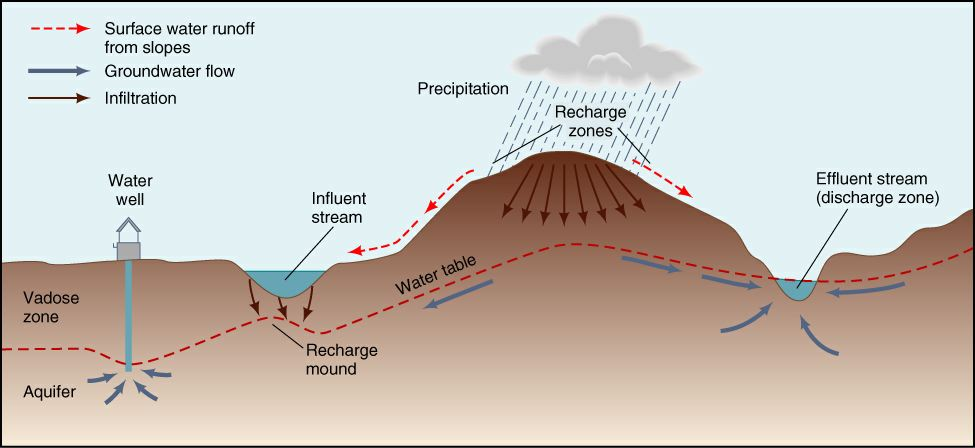 Surface water runoff
from slopes
Groundwater flow
Infiltration
Precipitation
Recharge
zones
Water
well
Influent
stream
Effluent stream
(discharge zone)
Water table
Vadose
zone
Recharge
mound
Aquifer